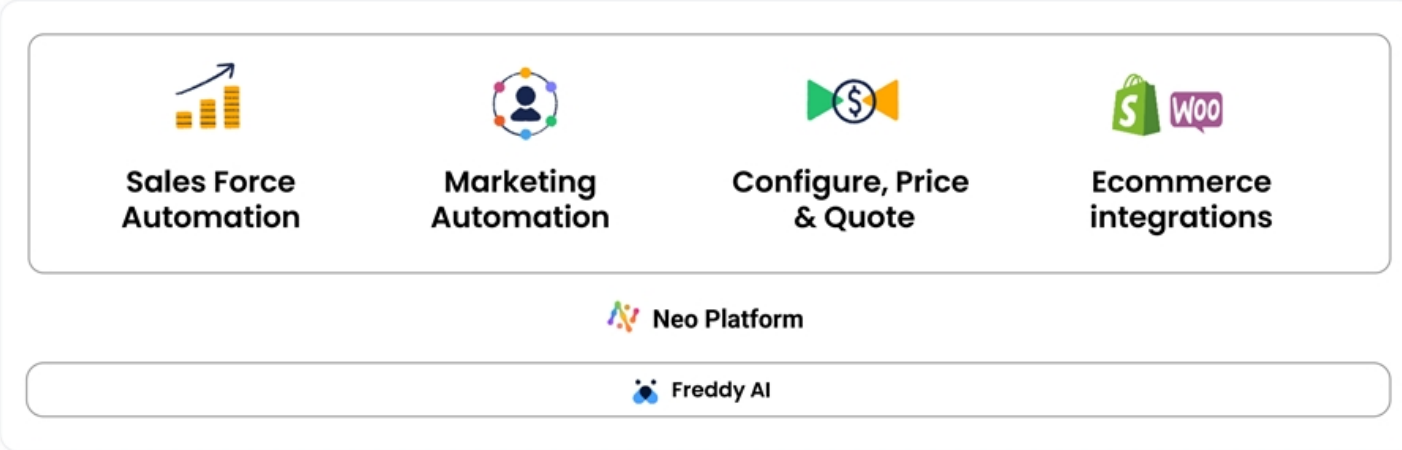 Sales Force
Automation
Marketing
Automation
Configure, Price
& Quote
WOO
Ecommerce
integrations
Neo Platform
Freddy AI